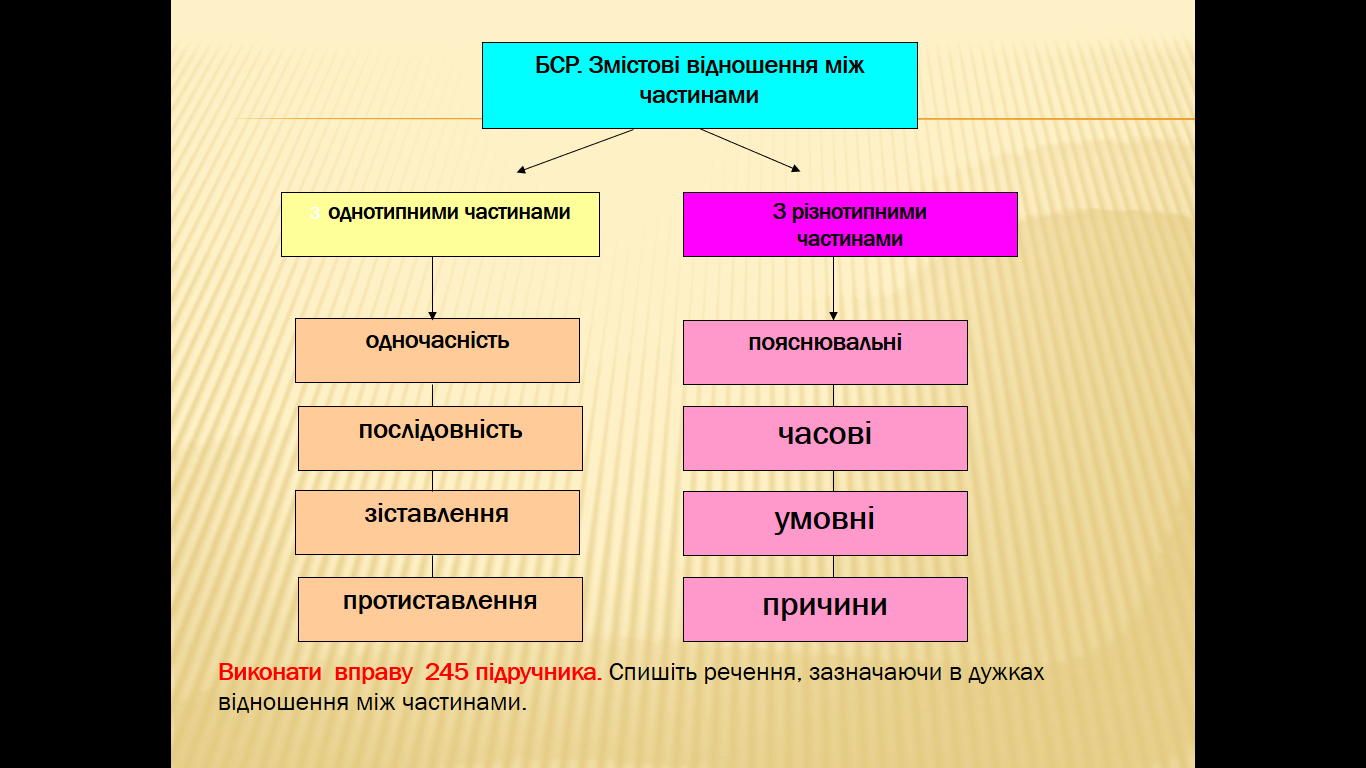 БСР. Змістові відношення між
частинами
З однотипними частинами
З різнотипними
частинами
одночасність
пояснювальні
послідовність
часові
зіставлення
умовні
протиставлення
причини
Виконати вправу 245 підручника. Спишіть речення, зазначаючи в дужках
відношення між частинами.